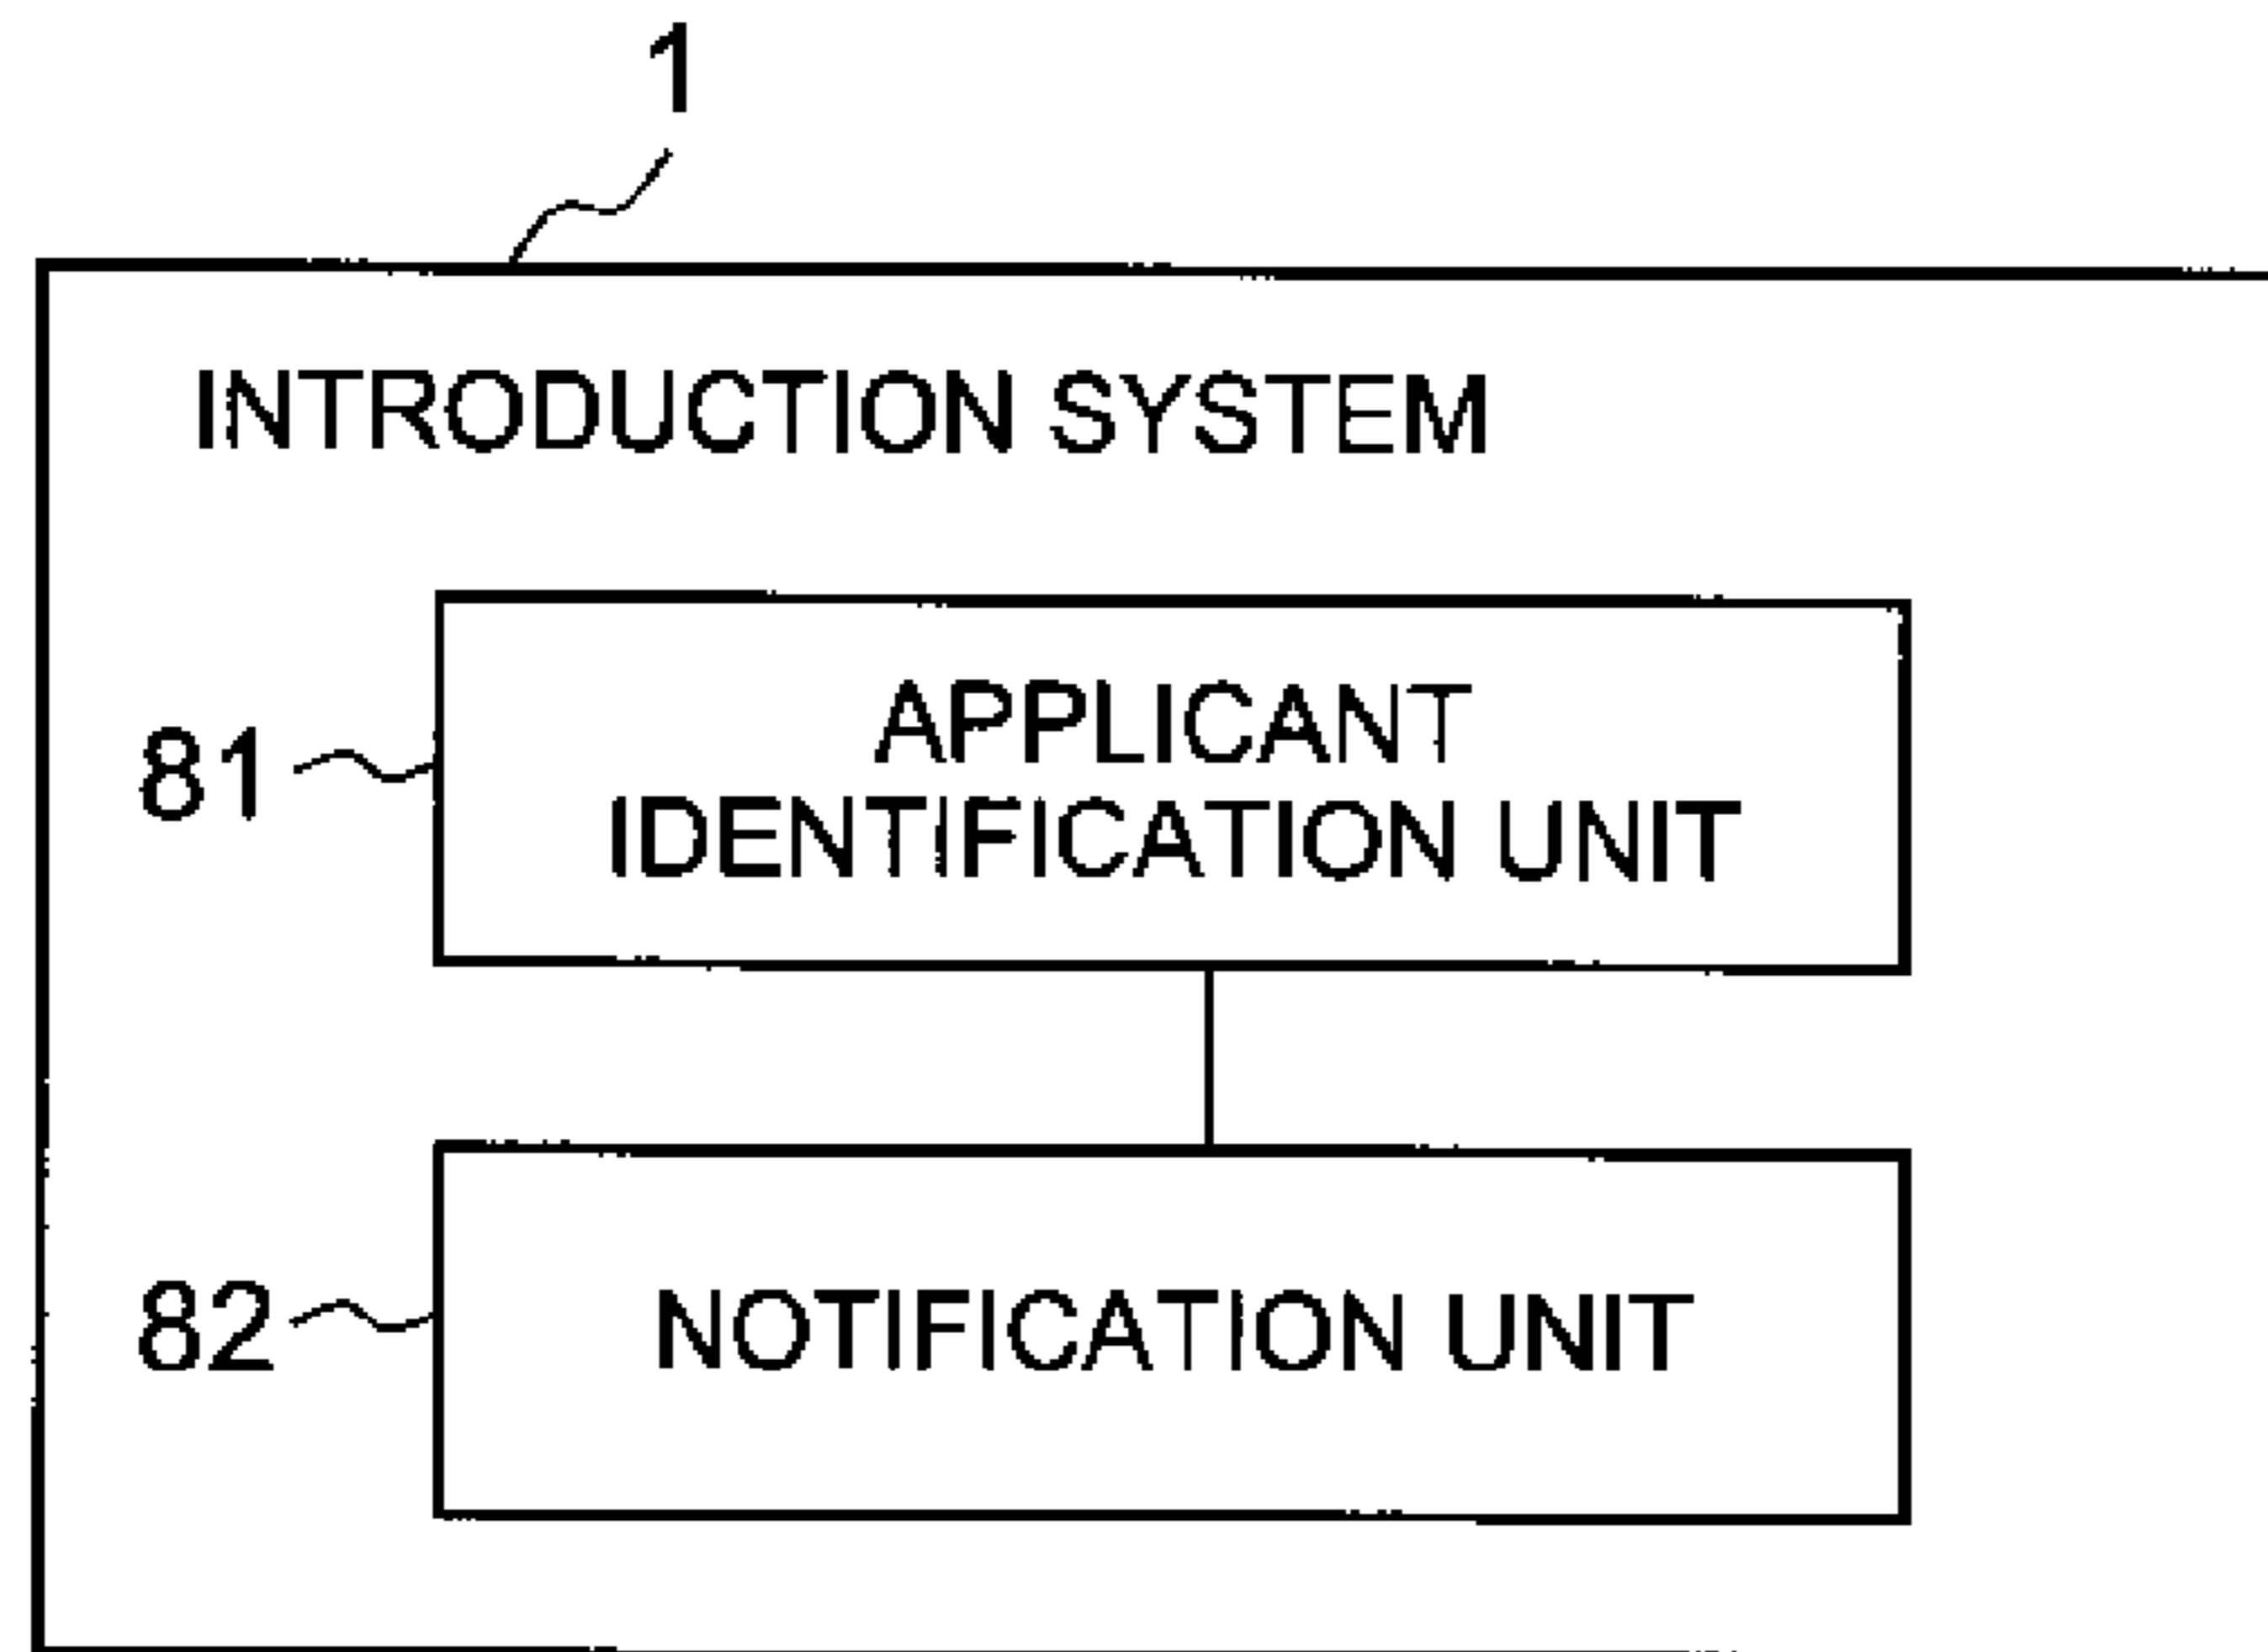 1
INTRODUCTION SYSTEM
81
APPLICANT
IDENTIFICATION UNIT
82
NOTIFICATION UNIT